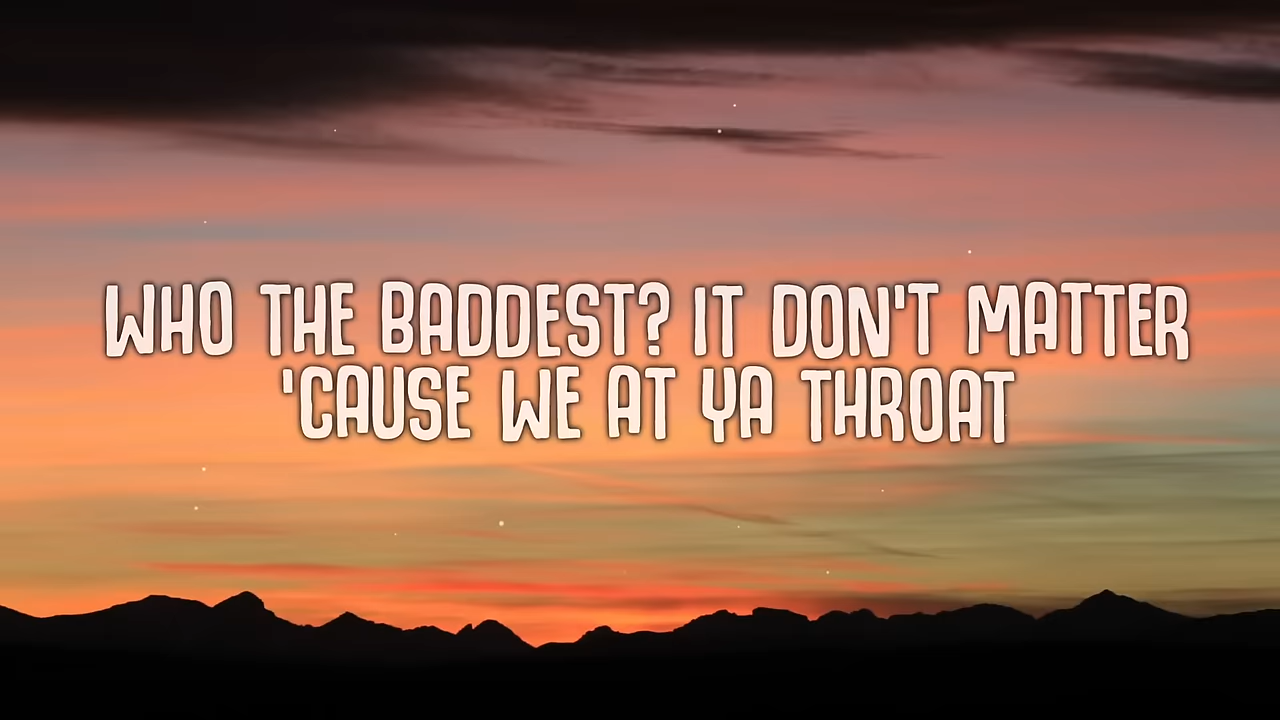 WHO THE BADDEST? IT DON'T MATTER
'CAUSE WE AT YA THROAT